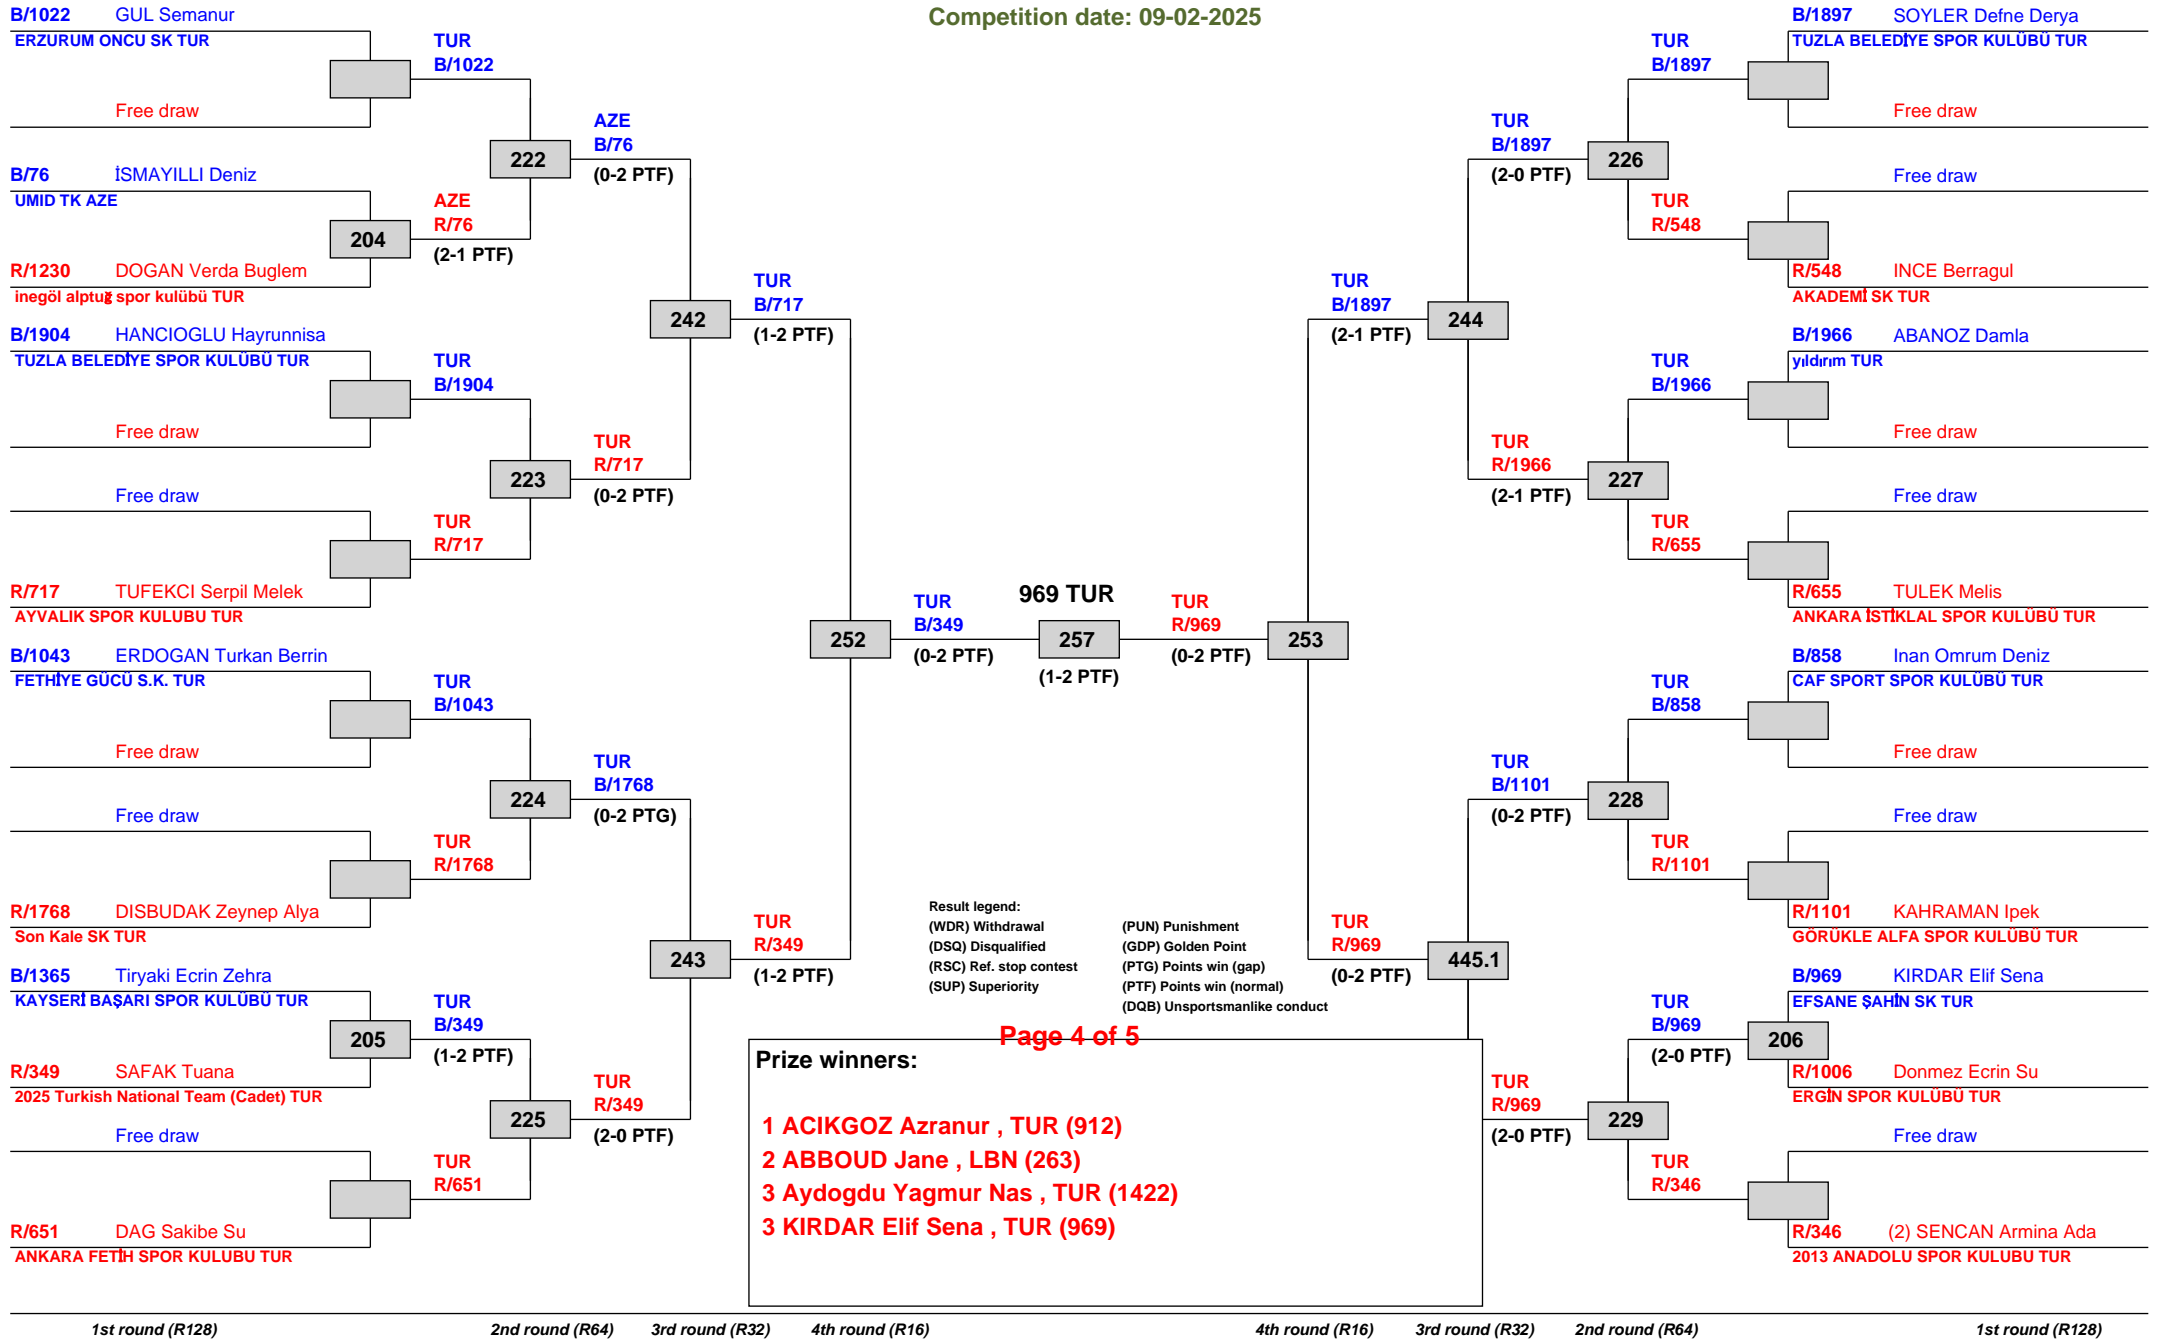 Competition date: 09-02-2025
B/1022 GUL Semanur
ERZURUM ONCU SK TUR
Free draw
B/76 İSMAYILLI Deniz
UMID TK AZE
204
R/1230 DOGAN Verda Buglem
inegöl alptuğ spor kulübü TUR
B/1904 HANCIOGLU Hayrunnisa
TUZLA BELEDİYE SPOR KULÜBÜ TUR
Free draw
Free draw
R/717 TUFEKCI Serpil Melek
AYVALIK SPOR KULUBU TUR
B/1043 ERDOGAN Turkan Berrin
FETHİYE GÜCÜ S.K. TUR
Free draw
Free draw
R/1768 DISBUDAK Zeynep Alya
Son Kale SK TUR
B/1365 Tiryaki Ecrin Zehra
KAYSERİ BAŞARI SPOR KULÜBÜ TUR
205
R/349 SAFAK Tuana
2025 Turkish National Team (Cadet) TUR
Free draw
R/651 DAG Sakibe Su
ANKARA FETİH SPOR KULUBU TUR
TUR
B/1022
222
AZE
R/76
(2-1 PTF)
TUR
B/1904
223
TUR
R/717
TUR
B/1043
224
TUR
R/1768
TUR
B/349
(1-2 PTF)
225
TUR
R/651
AZE
B/76
(0-2 PTF)
242
TUR
R/717
(0-2 PTF)
TUR
B/1768
(0-2 PTG)
243
TUR
R/349
(2-0 PTF)
TUR
B/717
(1-2 PTF)
252
TUR
R/349
(1-2 PTF)
TUR
B/349
(0-2 PTF)
969 TUR
257
(1-2 PTF)
TUR
R/969
(0-2 PTF)
253
TUR
B/1897
(2-1 PTF)
244
TUR
R/969
(0-2 PTF)
445.1
TUR
B/1897
(2-0 PTF)
226
TUR
R/1966
(2-1 PTF)
227
TUR
B/1101
(0-2 PTF)
228
TUR
R/969
(2-0 PTF)
229
TUR
B/1897
TUR
R/548
TUR
B/1966
TUR
R/655
TUR
B/858
TUR
R/1101
TUR
B/969
(2-0 PTF)
206
TUR
R/346
B/1897 SOYLER Defne Derya
TUZLA BELEDİYE SPOR KULÜBÜ TUR
Free draw
Free draw
R/548 INCE Berragul
AKADEMİ SK TUR
B/1966 ABANOZ Damla
yıldırım TUR
Free draw
Free draw
R/655 TULEK Melis
ANKARA İSTİKLAL SPOR KULÜBÜ TUR
B/858 Inan Omrum Deniz
CAF SPORT SPOR KULÜBÜ TUR
Free draw
Free draw
R/1101 KAHRAMAN Ipek
GÖRÜKLE ALFA SPOR KULÜBÜ TUR
B/969 KIRDAR Elif Sena
EFSANE ŞAHİN SK TUR
R/1006 Donmez Ecrin Su
ERGİN SPOR KULÜBÜ TUR
Free draw
R/346 (2) SENCAN Armina Ada
2013 ANADOLU SPOR KULUBU TUR
Result legend:
(WDR) Withdrawal (PUN) Punishment
(DSQ) Disqualified (GDP) Golden Point
(RSC) Ref. stop contest (PTG) Points win (gap)
(SUP) Superiority (PTF) Points win (normal)
(DQB) Unsportsmanlike conduct
Page 4 of 5
Prize winners:
1 ACIKGOZ Azranur , TUR (912)
2 ABBOUD Jane , LBN (263)
3 Aydogdu Yagmur Nas , TUR (1422)
3 KIRDAR Elif Sena , TUR (969)
1st round (R128) 2nd round (R64) 3rd round (R32) 4th round (R16) 4th round (R16) 3rd round (R32) 2nd round (R64) 1st round (R128)